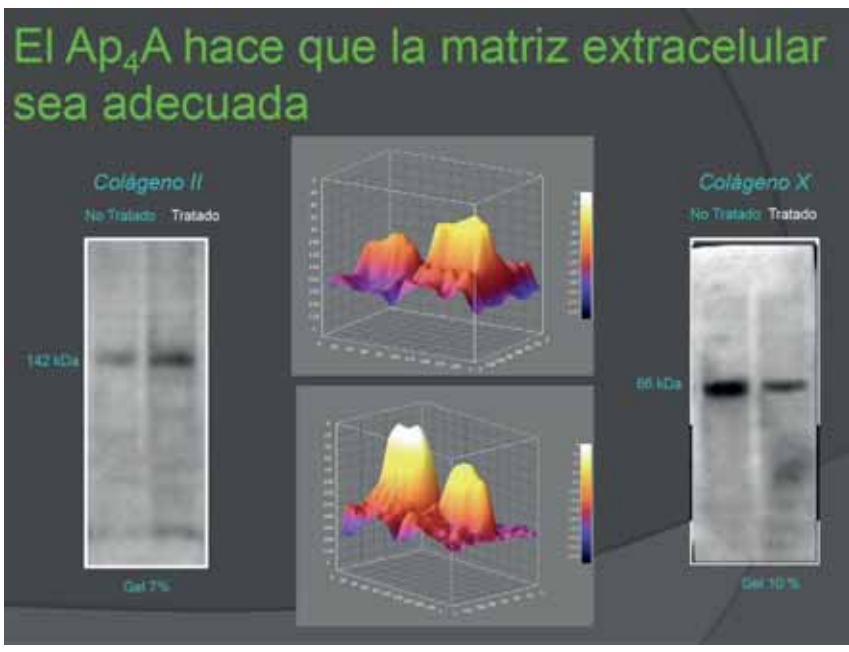 El Ap₄A hace que la matriz extracelular
sea adecuada
Colágeno II
No Tratado Tratado
142 kDa
Gel 7%
Colágeno X
No Tratado Tratado
66 kDa
Gel 10 %